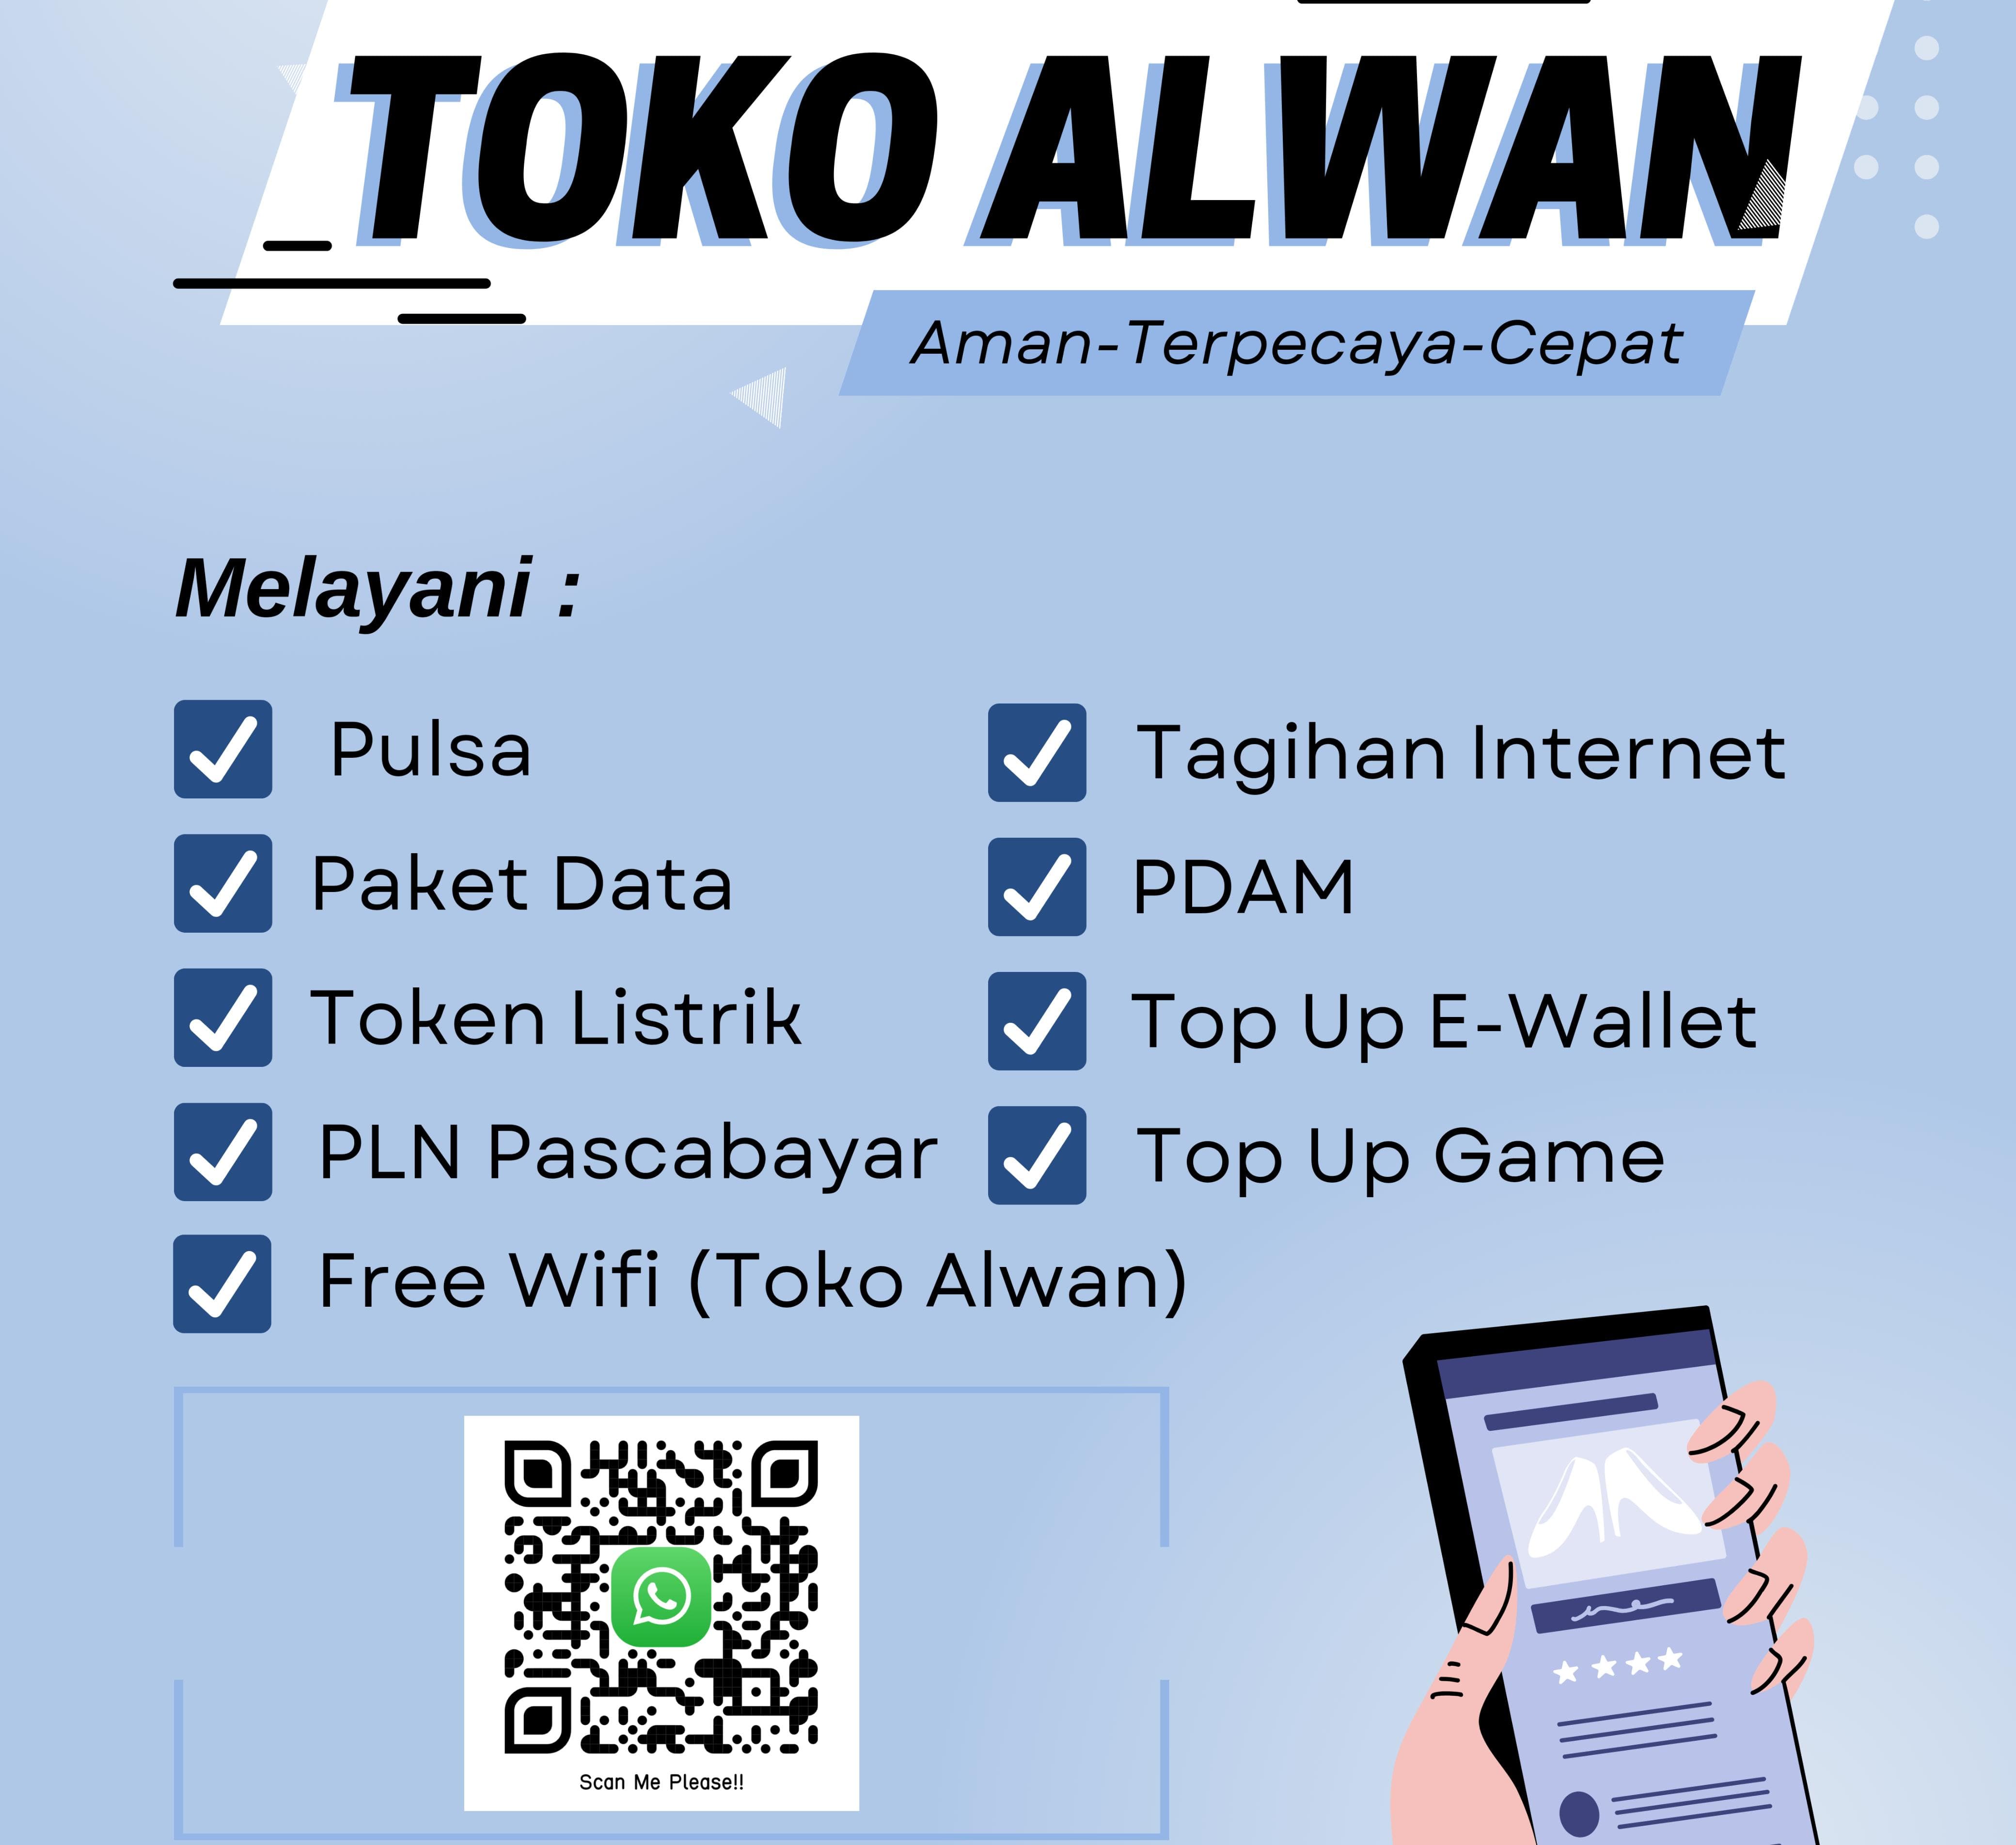 TOKO ALWAN
Aman-Terpecaya-Cepat
Melayani :
Pulsa
Paket Data
Token Listrik
PLN Pascabayar
Free Wifi (Toko Alwan)
Tagihan Internet
PDAM
Top Up E-Wallet
Top Up Game
Scan Me Please!!